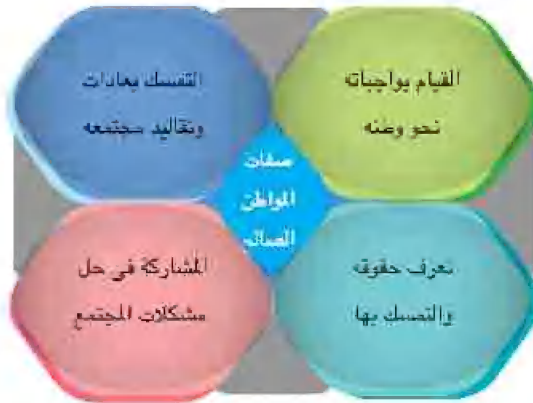 القيام بواجباته
نحو وطنه
التمسك بعادات
وتقاليد مجتمعه
صفات
المواطن
الصالح
تعرف حقوقه
والتمسك بها
المشاركة في حل
مشكلات المجتمع